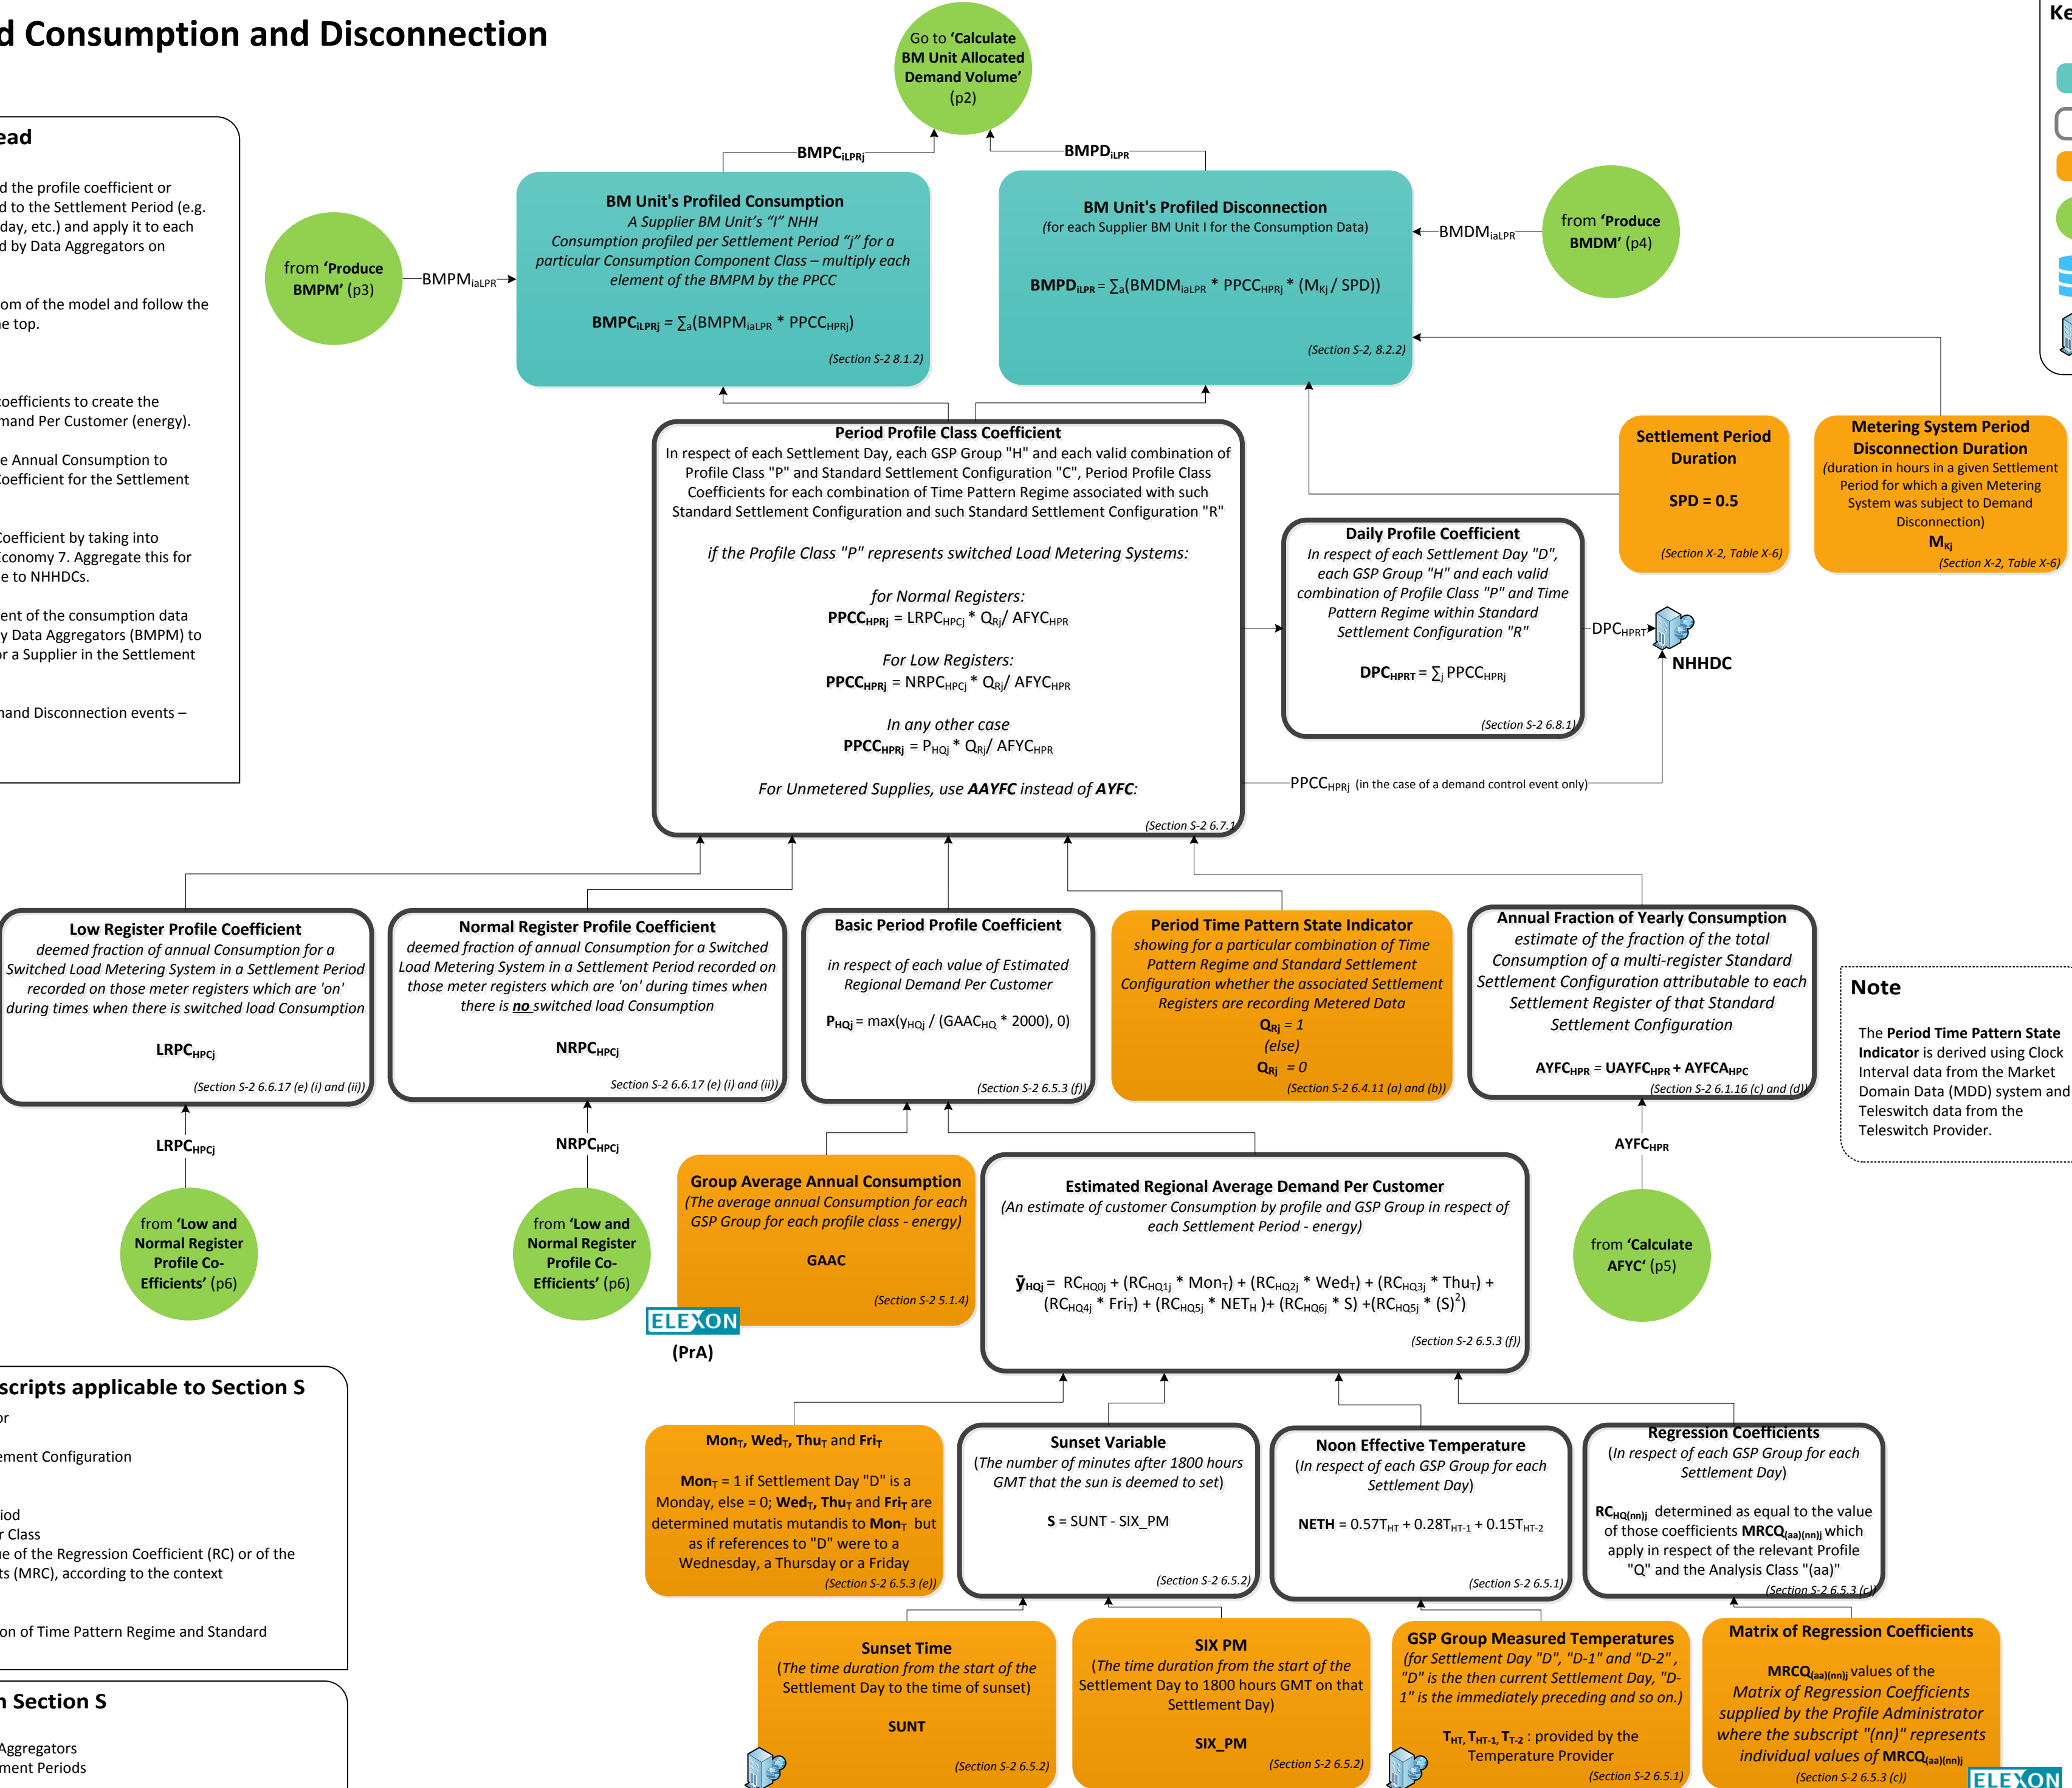 d Consumption and Disconnection
Go to ‘Calculate
BM Unit Allocated
Demand Volume’
(p2)
ead
d the profile coefficient or
d to the Settlement Period (e.g.
day, etc.) and apply it to each
d by Data Aggregators on
om of the model and follow the
e top.
coefficients to create the
mand Per Customer (energy).
e Annual Consumption to
Coefficient for the Settlement
Coefficient by taking into
Economy 7. Aggregate this for
e to NHHDCs.
ent of the consumption data
y Data Aggregators (BMPM) to
or a Supplier in the Settlement
mand Disconnection events –
BMPCiLPRj
BMPDiLPR
from ‘Produce
BMPM’ (p3)
BMPMiaLPR
BM Unit's Profiled Consumption
A Supplier BM Unit’s “I” NHH
Consumption profiled per Settlement Period “j” for a
particular Consumption Component Class – multiply each
element of the BMPM by the PPCC
BMPCiLPRj = ∑a(BMPMiaLPR * PPCCHPRj)
(Section S-2 8.1.2)
BM Unit's Profiled Disconnection
(for each Supplier BM Unit I for the Consumption Data)
BMPDiLPR = ∑a(BMDMiaLPR * PPCCHPRj * (MKj / SPD))
(Section S-2, 8.2.2)
BMDMiaLPR
from ‘Produce
BMDM’ (p4)
Ke
Period Profile Class Coefficient
In respect of each Settlement Day, each GSP Group "H" and each valid combination of
Profile Class "P" and Standard Settlement Configuration "C", Period Profile Class
Coefficients for each combination of Time Pattern Regime associated with such
Standard Settlement Configuration and such Standard Settlement Configuration "R"
if the Profile Class "P" represents switched Load Metering Systems:
for Normal Registers:
PPCCHPRj = LRPCHPCj * QRj/ AFYCHPR
For Low Registers:
PPCCHPRj = NRPCHPCj * QRj/ AFYCHPR
In any other case
PPCCHPRj = PHQj * QRj/ AFYCHPR
For Unmetered Supplies, use AAYFC instead of AYFC:
(Section S-2 6.7.1
Daily Profile Coefficient
In respect of each Settlement Day "D",
each GSP Group "H" and each valid
combination of Profile Class "P" and Time
Pattern Regime within Standard
Settlement Configuration "R"
DPCHPRT = ∑j PPCCHPRj
(Section S-2 6.8.1)
DPCHPRT
NHHDC
PPCCHPRj (in the case of a demand control event only)
Settlement Period
Duration
SPD = 0.5
(Section X-2, Table X-6)
Metering System Period
Disconnection Duration
(duration in hours in a given Settlement
Period for which a given Metering
System was subject to Demand
Disconnection)
MKj
(Section X-2, Table X-6)
Low Register Profile Coefficient
deemed fraction of annual Consumption for a
Switched Load Metering System in a Settlement Period
recorded on those meter registers which are 'on'
during times when there is switched load Consumption
LRPCHPCj
(Section S-2 6.6.17 (e) (i) and (ii))
Normal Register Profile Coefficient
deemed fraction of annual Consumption for a Switched
Load Metering System in a Settlement Period recorded on
those meter registers which are 'on' during times when
there is no switched load Consumption
NRPCHPCj
Section S-2 6.6.17 (e) (i) and (ii))
Basic Period Profile Coefficient
in respect of each value of Estimated
Regional Demand Per Customer
PHQj = max(yHQj / (GAACHQ * 2000), 0)
(Section S-2 6.5.3 (f))
Period Time Pattern State Indicator
showing for a particular combination of Time
Pattern Regime and Standard Settlement
Configuration whether the associated Settlement
Registers are recording Metered Data
QRj = 1
(else)
QRj = 0
(Section S-2 6.4.11 (a) and (b))
Annual Fraction of Yearly Consumption
estimate of the fraction of the total
Consumption of a multi-register Standard
Settlement Configuration attributable to each
Settlement Register of that Standard
Settlement Configuration
AYFCHPR = UAYFCHPR + AYFCAHPC
(Section S-2 6.1.16 (c) and (d))
Note
The Period Time Pattern State
Indicator is derived using Clock
Interval data from the Market
Domain Data (MDD) system and
Teleswitch data from the
Teleswitch Provider.
LRPCHPCj
from ‘Low and
Normal Register
Profile Co-
Efficients’ (p6)
NRPCHPCj
from ‘Low and
Normal Register
Profile Co-
Efficients’ (p6)
Group Average Annual Consumption
(The average annual Consumption for each
GSP Group for each profile class - energy)
GAAC
(Section S-2 5.1.4)
ELEXON
(PrA)
Estimated Regional Average Demand Per Customer
(An estimate of customer Consumption by profile and GSP Group in respect of
each Settlement Period - energy)
ȳHQj = RCHQ0j + (RCHQ1j * MonT) + (RCHQ2j * WedT) + (RCHQ3j * ThuT) +
(RCHQ4j * FriT) + (RCHQ5j * NETH )+ (RCHQ6j * S) +(RCHQ5j * (S)²)
(Section S-2 6.5.3 (f))
AYFCHPR
from ‘Calculate
AFYC‘ (p5)
scripts applicable to Section S
or
ement Configuration
iod
r Class
ue of the Regression Coefficient (RC) or of the
ts (MRC), according to the context
on of Time Pattern Regime and Standard
n Section S
Aggregators
ment Periods
MonT, WedT, ThuT and FriT
MonT = 1 if Settlement Day "D" is a
Monday, else = 0; WedT, ThuT and FriT are
determined mutatis mutandis to MonT but
as if references to "D" were to a
Wednesday, a Thursday or a Friday
(Section S-2 6.5.3 (e))
Sunset Variable
(The number of minutes after 1800 hours
GMT that the sun is deemed to set)
S = SUNT - SIX_PM
(Section S-2 6.5.2)
Noon Effective Temperature
(In respect of each GSP Group for each
Settlement Day)
NETH = 0.57THT + 0.28THT-1 + 0.15THT-2
(Section S-2 6.5.1)
Regression Coefficients
(In respect of each GSP Group for each
Settlement Day)
RCHQ(nn)j determined as equal to the value
of those coefficients MRCQ(aa)(nn)j which
apply in respect of the relevant Profile
"Q" and the Analysis Class "(aa)"
(Section S-2 6.5.3 (c))
Sunset Time
(The time duration from the start of the
Settlement Day to the time of sunset)
SUNT
(Section S-2 6.5.2)
SIX PM
(The time duration from the start of the
Settlement Day to 1800 hours GMT on that
Settlement Day)
SIX_PM
(Section S-2 6.5.2)
GSP Group Measured Temperatures
(for Settlement Day "D", "D-1" and "D-2" ,
"D" is the then current Settlement Day, "D-
1" is the immediately preceding and so on.)
THT, THT-1, TT-2 : provided by the
Temperature Provider
(Section S-2 6.5.1)
Matrix of Regression Coefficients
MRCQ(aa)(nn)j values of the
Matrix of Regression Coefficients
supplied by the Profile Administrator
where the subscript "(nn)" represents
individual values of MRCQ(aa)(nn)j
(Section S-2 6.5.3 (c))
ELEXON